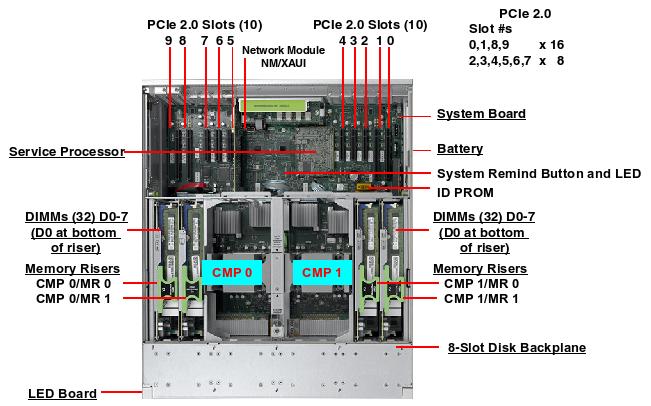 PCIe 2.0 Slots (10)
9 8 7 6 5
Network Module
NM/XAUI
PCIe 2.0 Slots (10)
4 3 2 1 0
PCIe 2.0
Slot #s
0,1,8,9 x 16
2,3,4,5,6,7 x 8
System Board
Service Processor
Battery
System Remind Button and LED
ID PROM
DIMMs (32) D0-7
(D0 at bottom
of riser)
Memory Risers
CMP 0/MR 0
CMP 0/MR 1
CMP 0
CMP 1
DIMMs (32) D0-7
(D0 at bottom
of riser)
Memory Risers
CMP 1/MR 0
CMP 1/MR 1
8-Slot Disk Backplane
LED Board